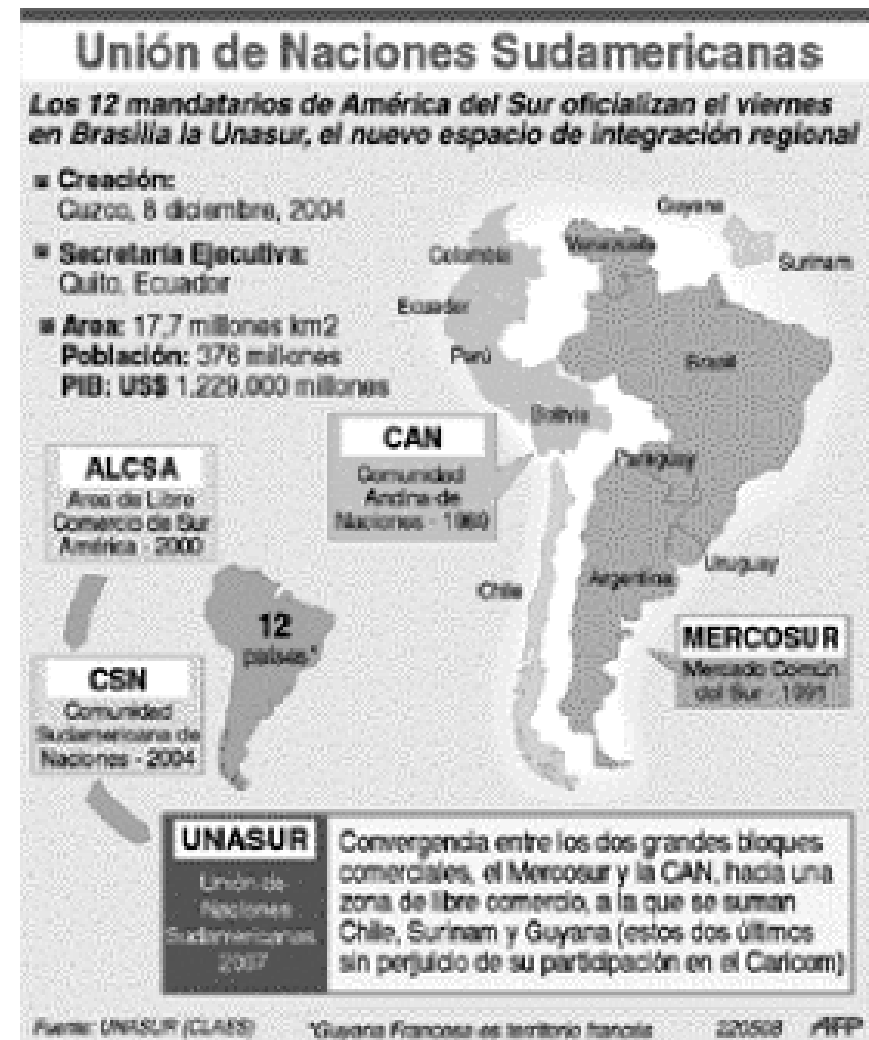 Unión de Naciones Sudamericanas
Los 12 mandatarios de América del Sur oficializan el viernes
en Brasilia la Unasur, el nuevo espacio de integración regional
Creación:
Cuzco, 8 diciembre, 2004
Secretaría Ejecutiva:
Quito, Ecuador
Area: 17,7 millones km2
Población: 376 millones
PIB: US$ 1.229.000 millones
Guyana
Surinam
Colombia
Venezuela
Ecuador
Perú
Brasil
Bolivia
Paraguay
Chile
Argentina
Uruguay
CAN
Comunidad
Andina de
Naciones - 1969
ALCSA
Area de Libre
Comercio de Sur
América - 2000
12
países*
CSN
Comunidad
Sudamericana de
Naciones - 2004
MERCOSUR
Mercado Común
del Sur - 1991
UNASUR
Unión de
Naciones
Sudamericanas
2007
Convergencia entre los dos grandes bloques
comerciales, el Mercosur y la CAN, hacia una
zona de libre comercio, a la que se suman
Chile, Surinam y Guyana (estos dos últimos
sin perjuicio de su participación en el Caricom)
Fuente: UNASUR (CLAES)
*Guyana Francesa es territorio francés
220508
AFP